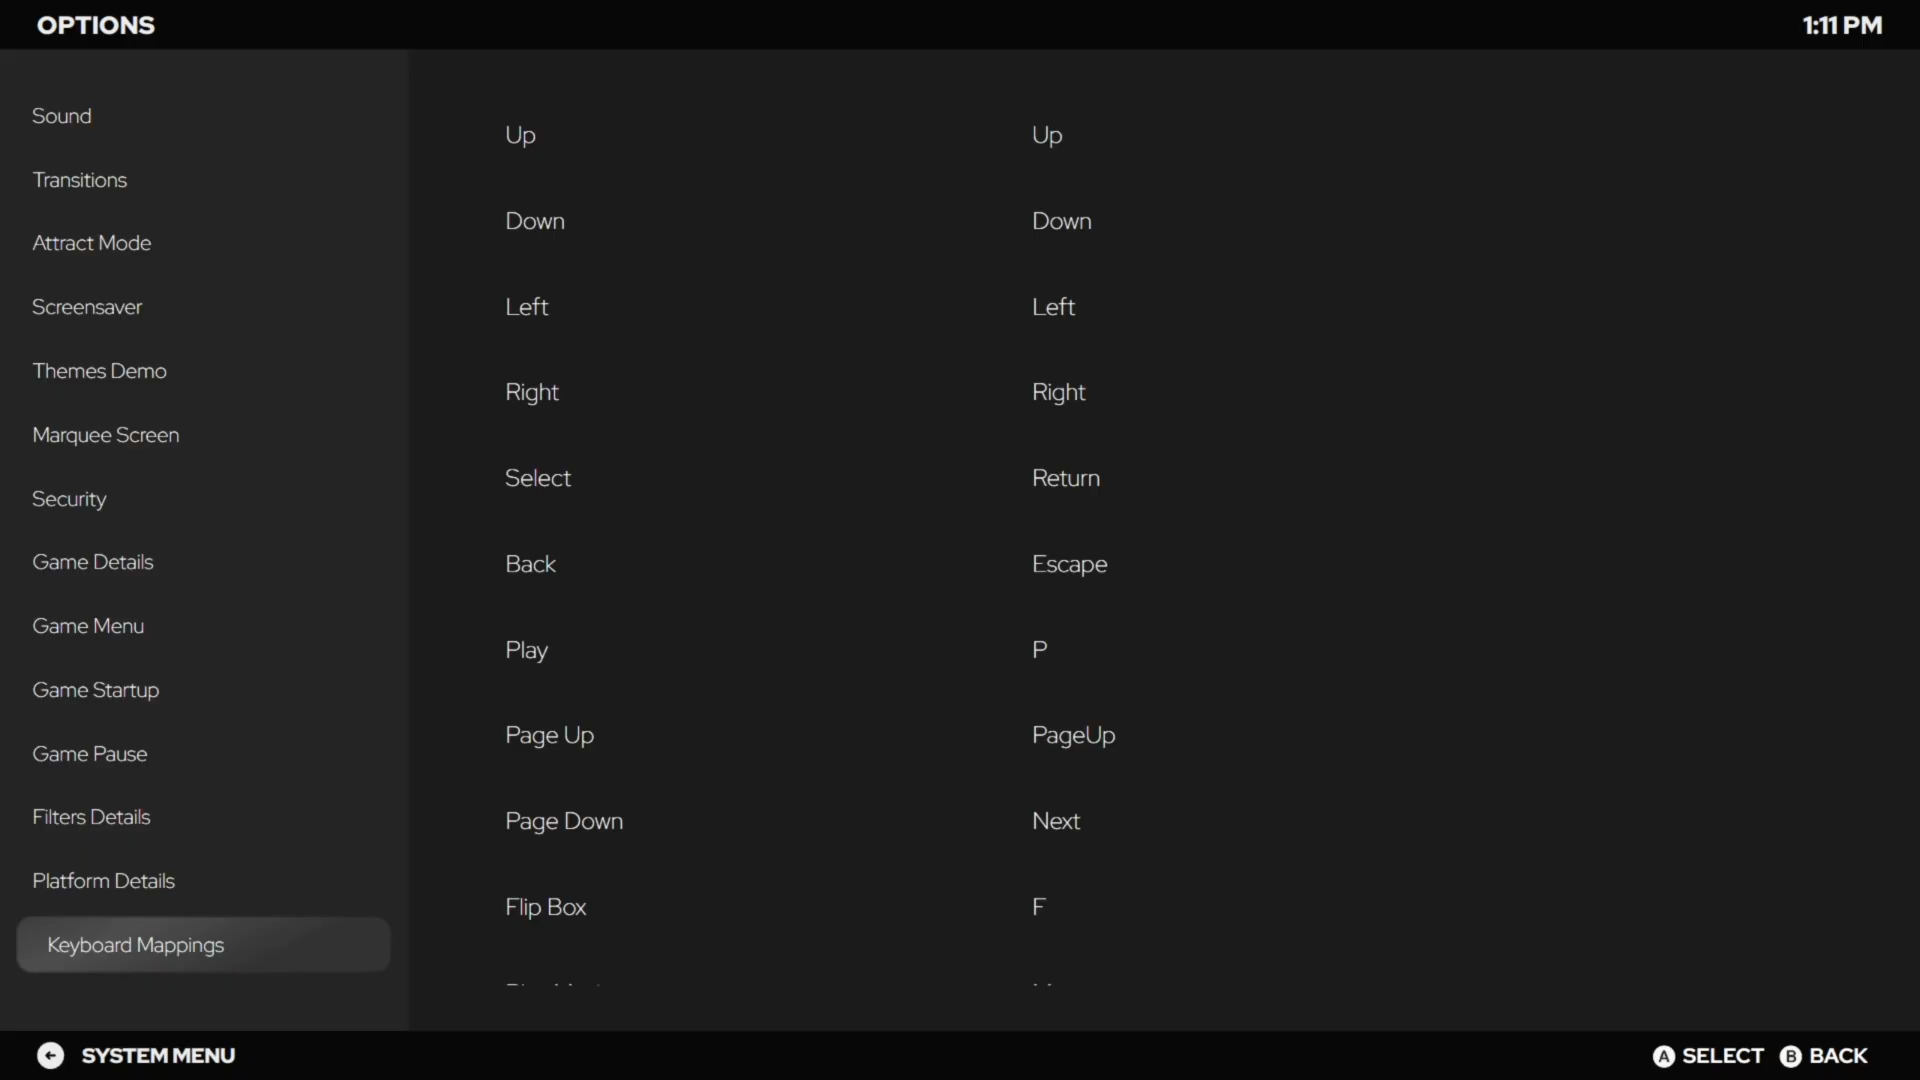 OPTIONS
1:11 PM
Sound
Transitions
Attract Mode
Screensaver
Themes Demo
Marquee Screen
Security
Game Details
Game Menu
Game Startup
Game Pause
Filters Details
Platform Details
Keyboard Mappings
Up Up
Down Down
Left Left
Right Right
Select Return
Back Escape
Play P
Page Up PageUp
Page Down Next
Flip Box F
SYSTEM MENU
A SELECT B BACK